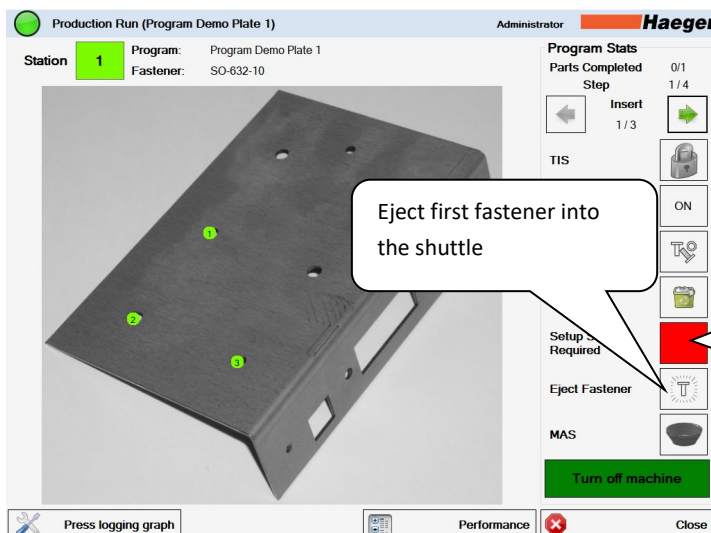 Production Run (Program Demo Plate 1)
Administrator
Haeger
Station
1
Program: Program Demo Plate 1
Fastener: SO-632-10
1
2
3
Program Stats
Parts Completed 0/1
Step 1 / 4
Insert
1 / 3
TIS
ON
Eject first fastener into
the shuttle
Setup
Required
Eject Fastener
T
MAS
Turn off machine
Press logging graph
Performance
Close